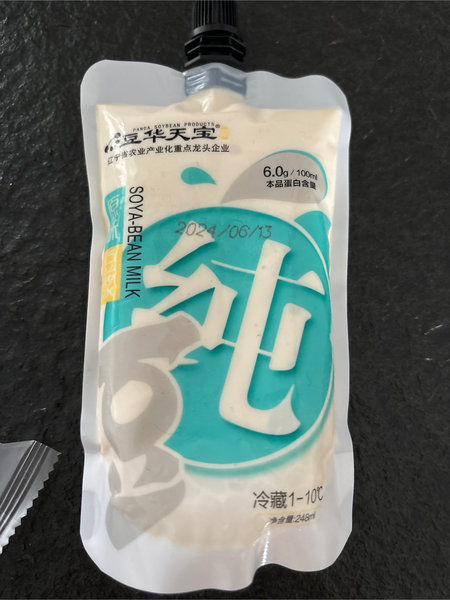 PANDA SOYBEAN PRODUCTS
豆华天宝®
辽宁省农业产业化重点龙头企业
6.0g/100ml
本品蛋白含量
SOYA-BEAN MILK
2024/06/13
纯
豆
冷藏1-10℃
净含量:248ml